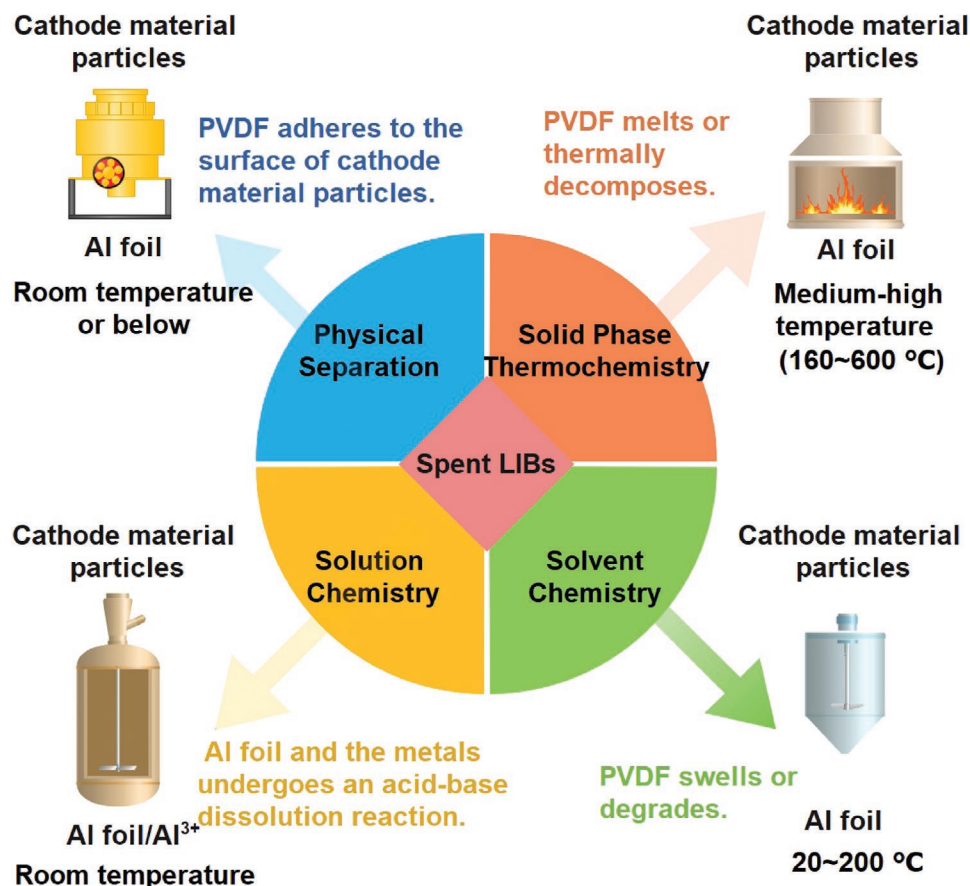 Cathode material
particles
PVDF adheres to the
surface of cathode
material particles.
Al foil
Room temperature
or below
PVDF melts or
thermally
decomposes.
Cathode material
particles
Al foil
Medium-high
temperature
(160~600 °C)
Physical
Separation
Solid Phase
Thermochemistry
Spent LIBs
Solution
Chemistry
Solvent
Chemistry
Cathode material
particles
Al foil and the metals
undergoes an acid-base
dissolution reaction.
Al foil/Al³⁺
Room temperature
Cathode material
particles
PVDF swells or
degrades.
Al foil
20~200 °C